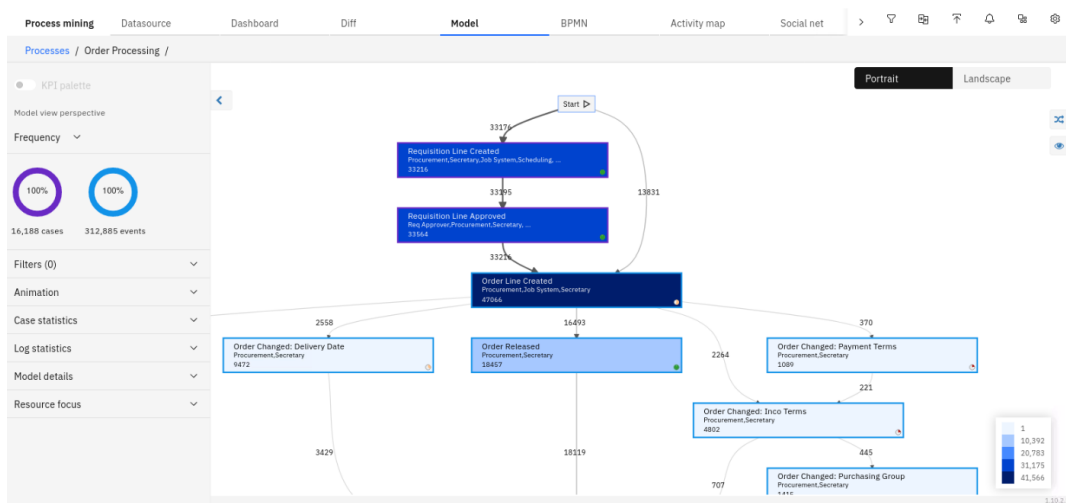 Process mining
Datasource
Dashboard
Diff
Model
BPMN
Activity map
Social net
Processes / Order Processing /
KPI palette
Portrait
Landscape
Model view perspective
Frequency
100%
100%
16,188 cases
312,885 events
Filters (0)
Animation
Case statistics
Log statistics
Model details
Resource focus
Start
33176
Requisition Line Created
Procurement,Secretary,Job System,Scheduling, ...
33216
33195
13831
Requisition Line Approved
Req Approver,Procurement,Secretary, ...
33564
33216
Order Line Created
Procurement,Job System,Secretary
47066
2558
16493
370
Order Changed: Delivery Date
Procurement,Secretary
9472
Order Released
Procurement,Secretary
18457
2264
Order Changed: Payment Terms
Procurement,Secretary
1089
221
Order Changed: Inco Terms
Procurement,Secretary
4802
3429
18119
445
707
Order Changed: Purchasing Group
Procurement,Secretary
1
10,392
20,783
31,175
41,566
1.10.2